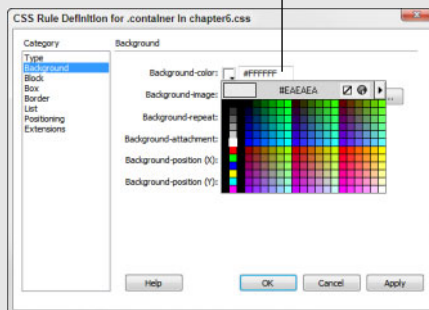 CSS Rule Definition for .container in chapter6.css
Category
Background
Type
Background
Block
Box
Border
List
Positioning
Extensions
Background-color: #FFFFFF
#EAEAEA
Background-image:
Background-repeat:
Background-attachment:
Background-position (X):
Background-position (Y):
Help
OK
Cancel
Apply